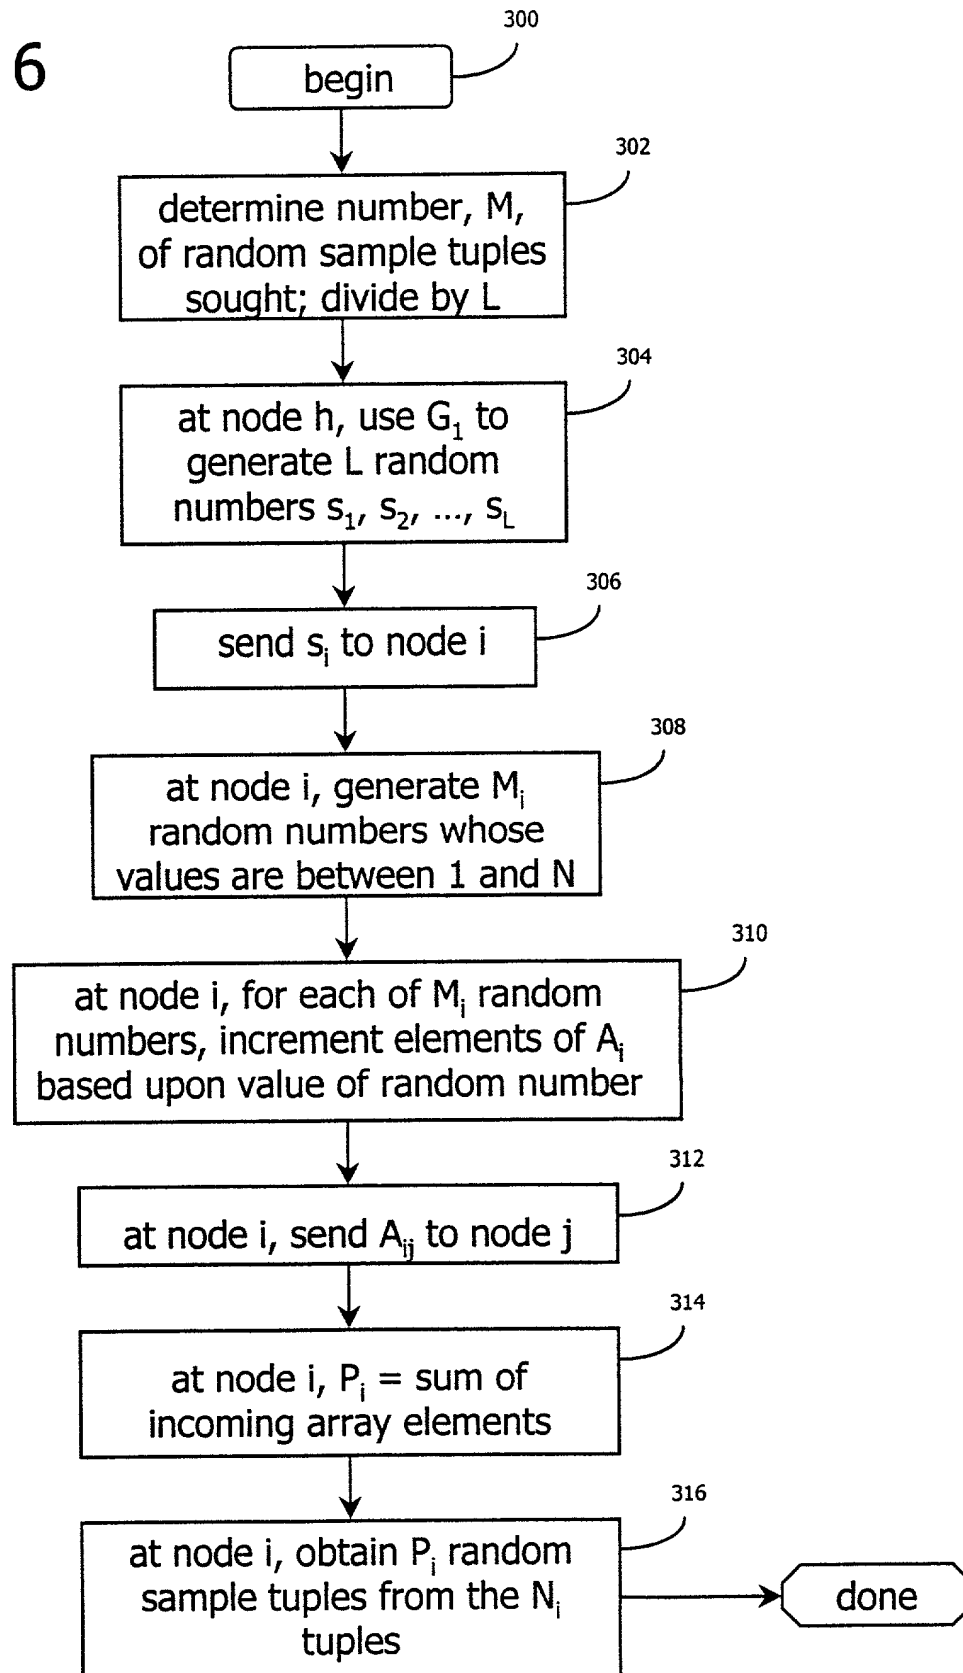 6
300
begin
302
determine number, M,
of random sample tuples
sought; divide by L
304
at node h, use G₁ to
generate L random
numbers s₁, s₂, ..., s_L
306
send sᵢ to node i
308
at node i, generate Mᵢ
random numbers whose
values are between 1 and N
310
at node i, for each of Mᵢ random
numbers, increment elements of Aᵢ
based upon value of random number
312
at node i, send Aᵢⱼ to node j
314
at node i, Pᵢ = sum of
incoming array elements
316
at node i, obtain Pᵢ random
sample tuples from the Nᵢ
tuples
done